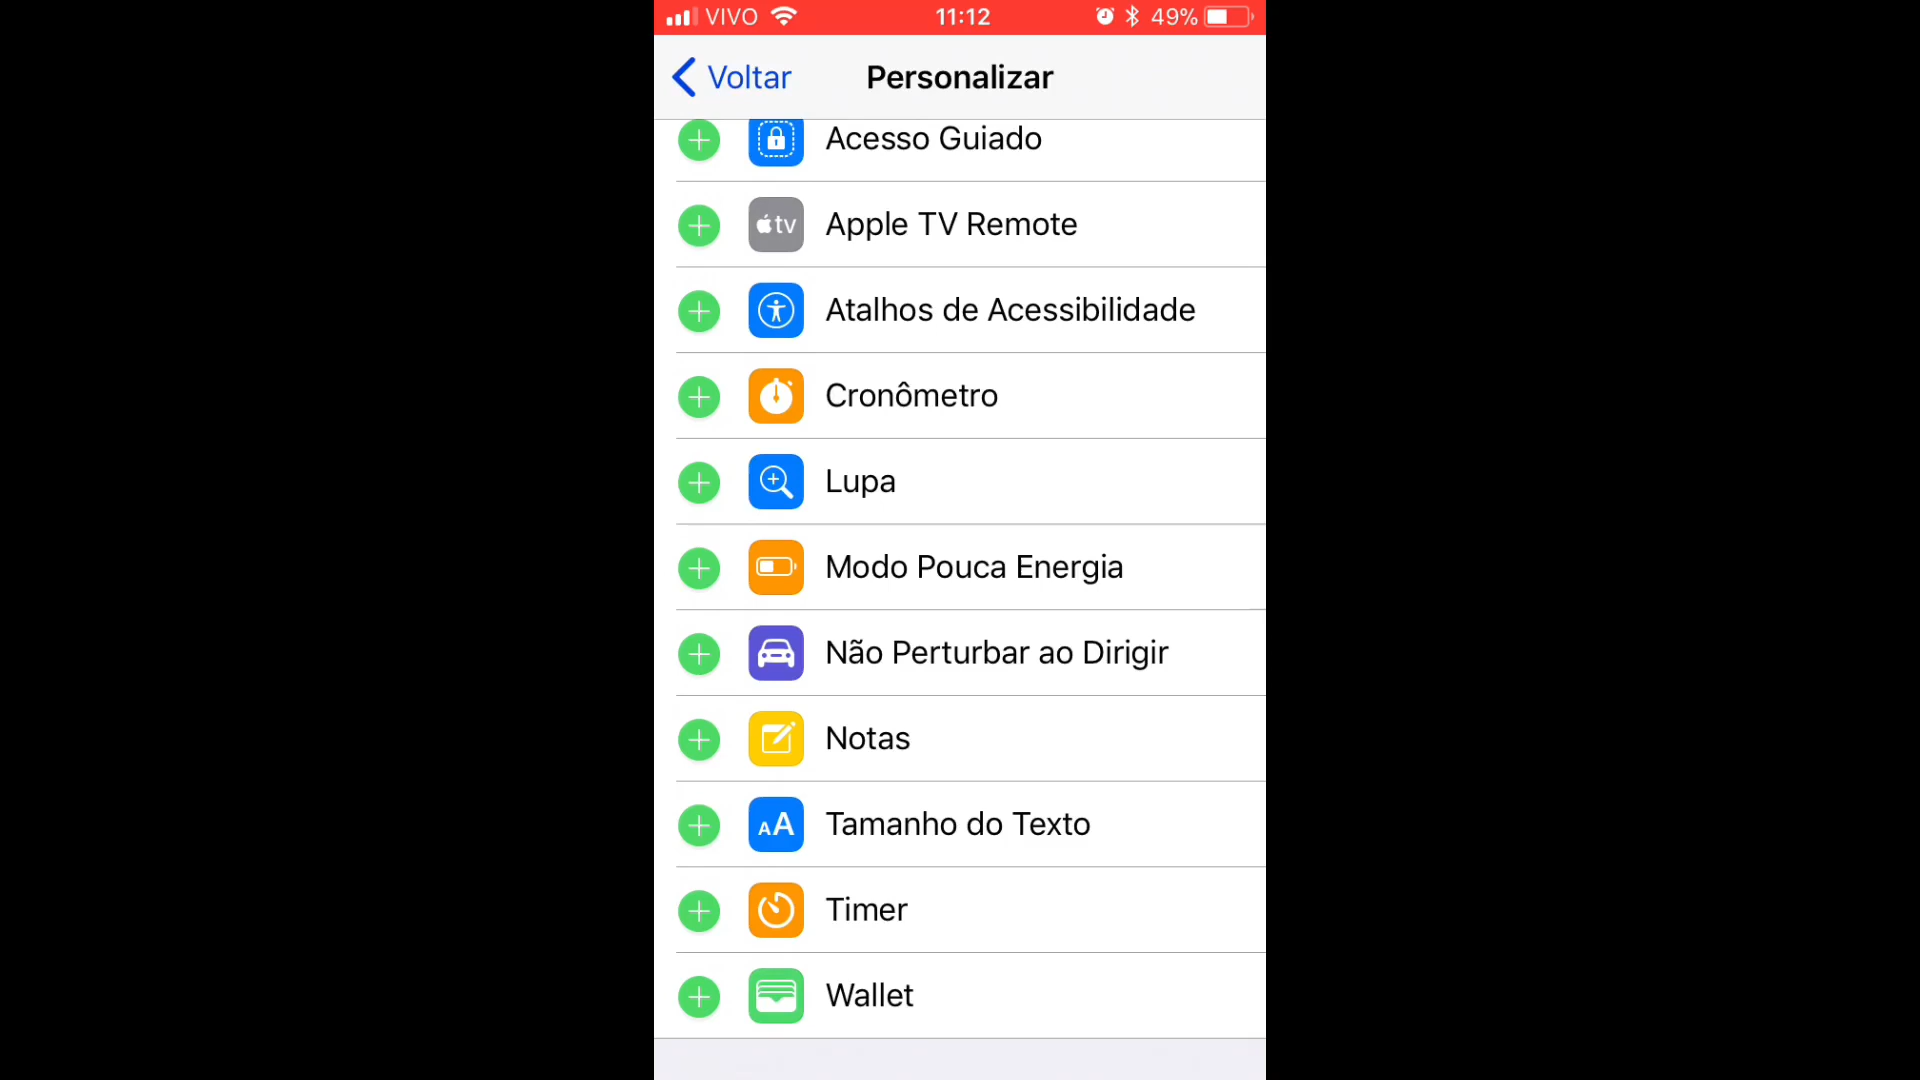 VIVO 11:12 49%
Voltar Personalizar
Acesso Guiado
tv Apple TV Remote
Atalhos de Acessibilidade
Cronômetro
Lupa
Modo Pouca Energia
Não Perturbar ao Dirigir
Notas
AA Tamanho do Texto
Timer
Wallet